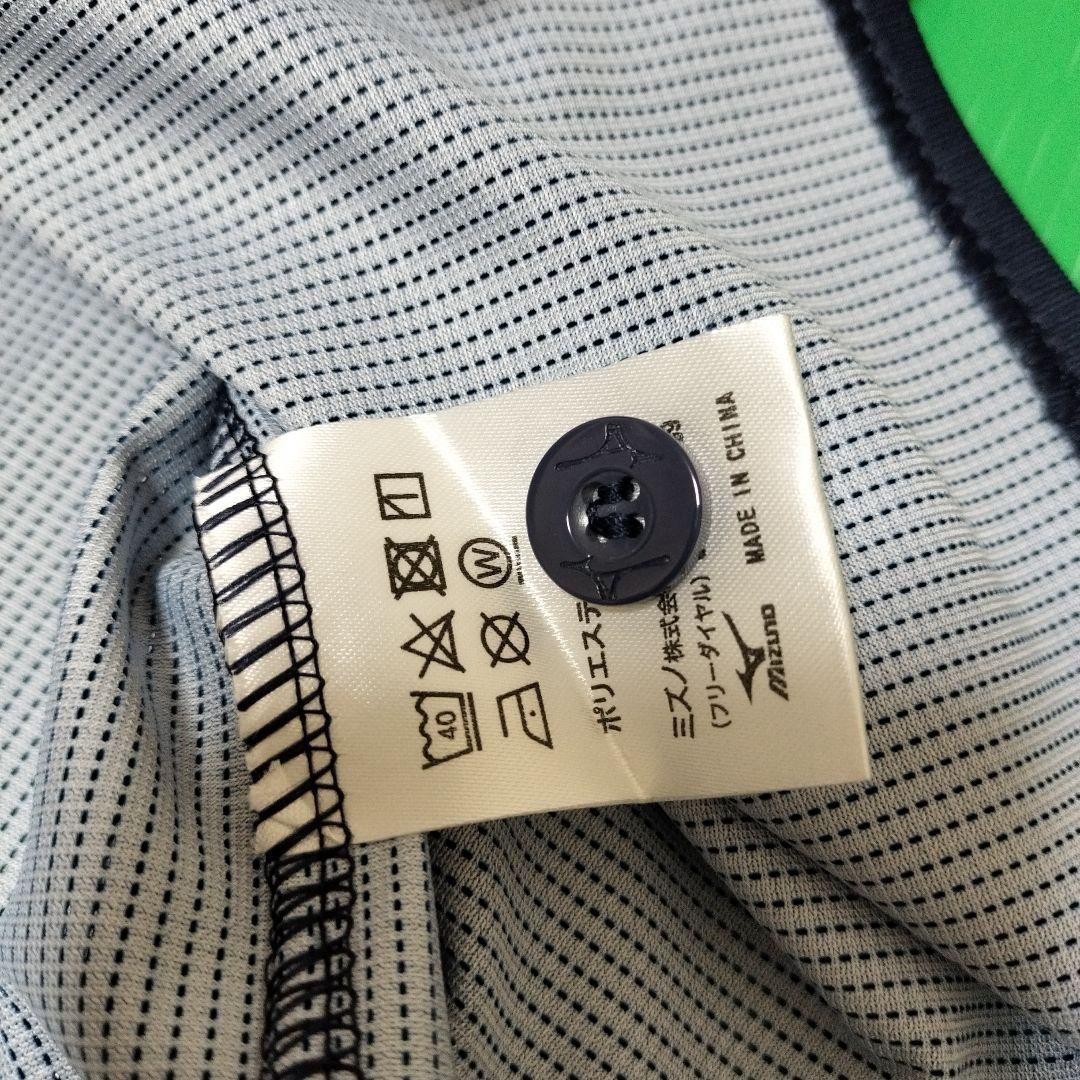 40
W
ポリエステ
ミズノ株式会
(フリーダイヤル)
MADE IN CHINA
mizuno